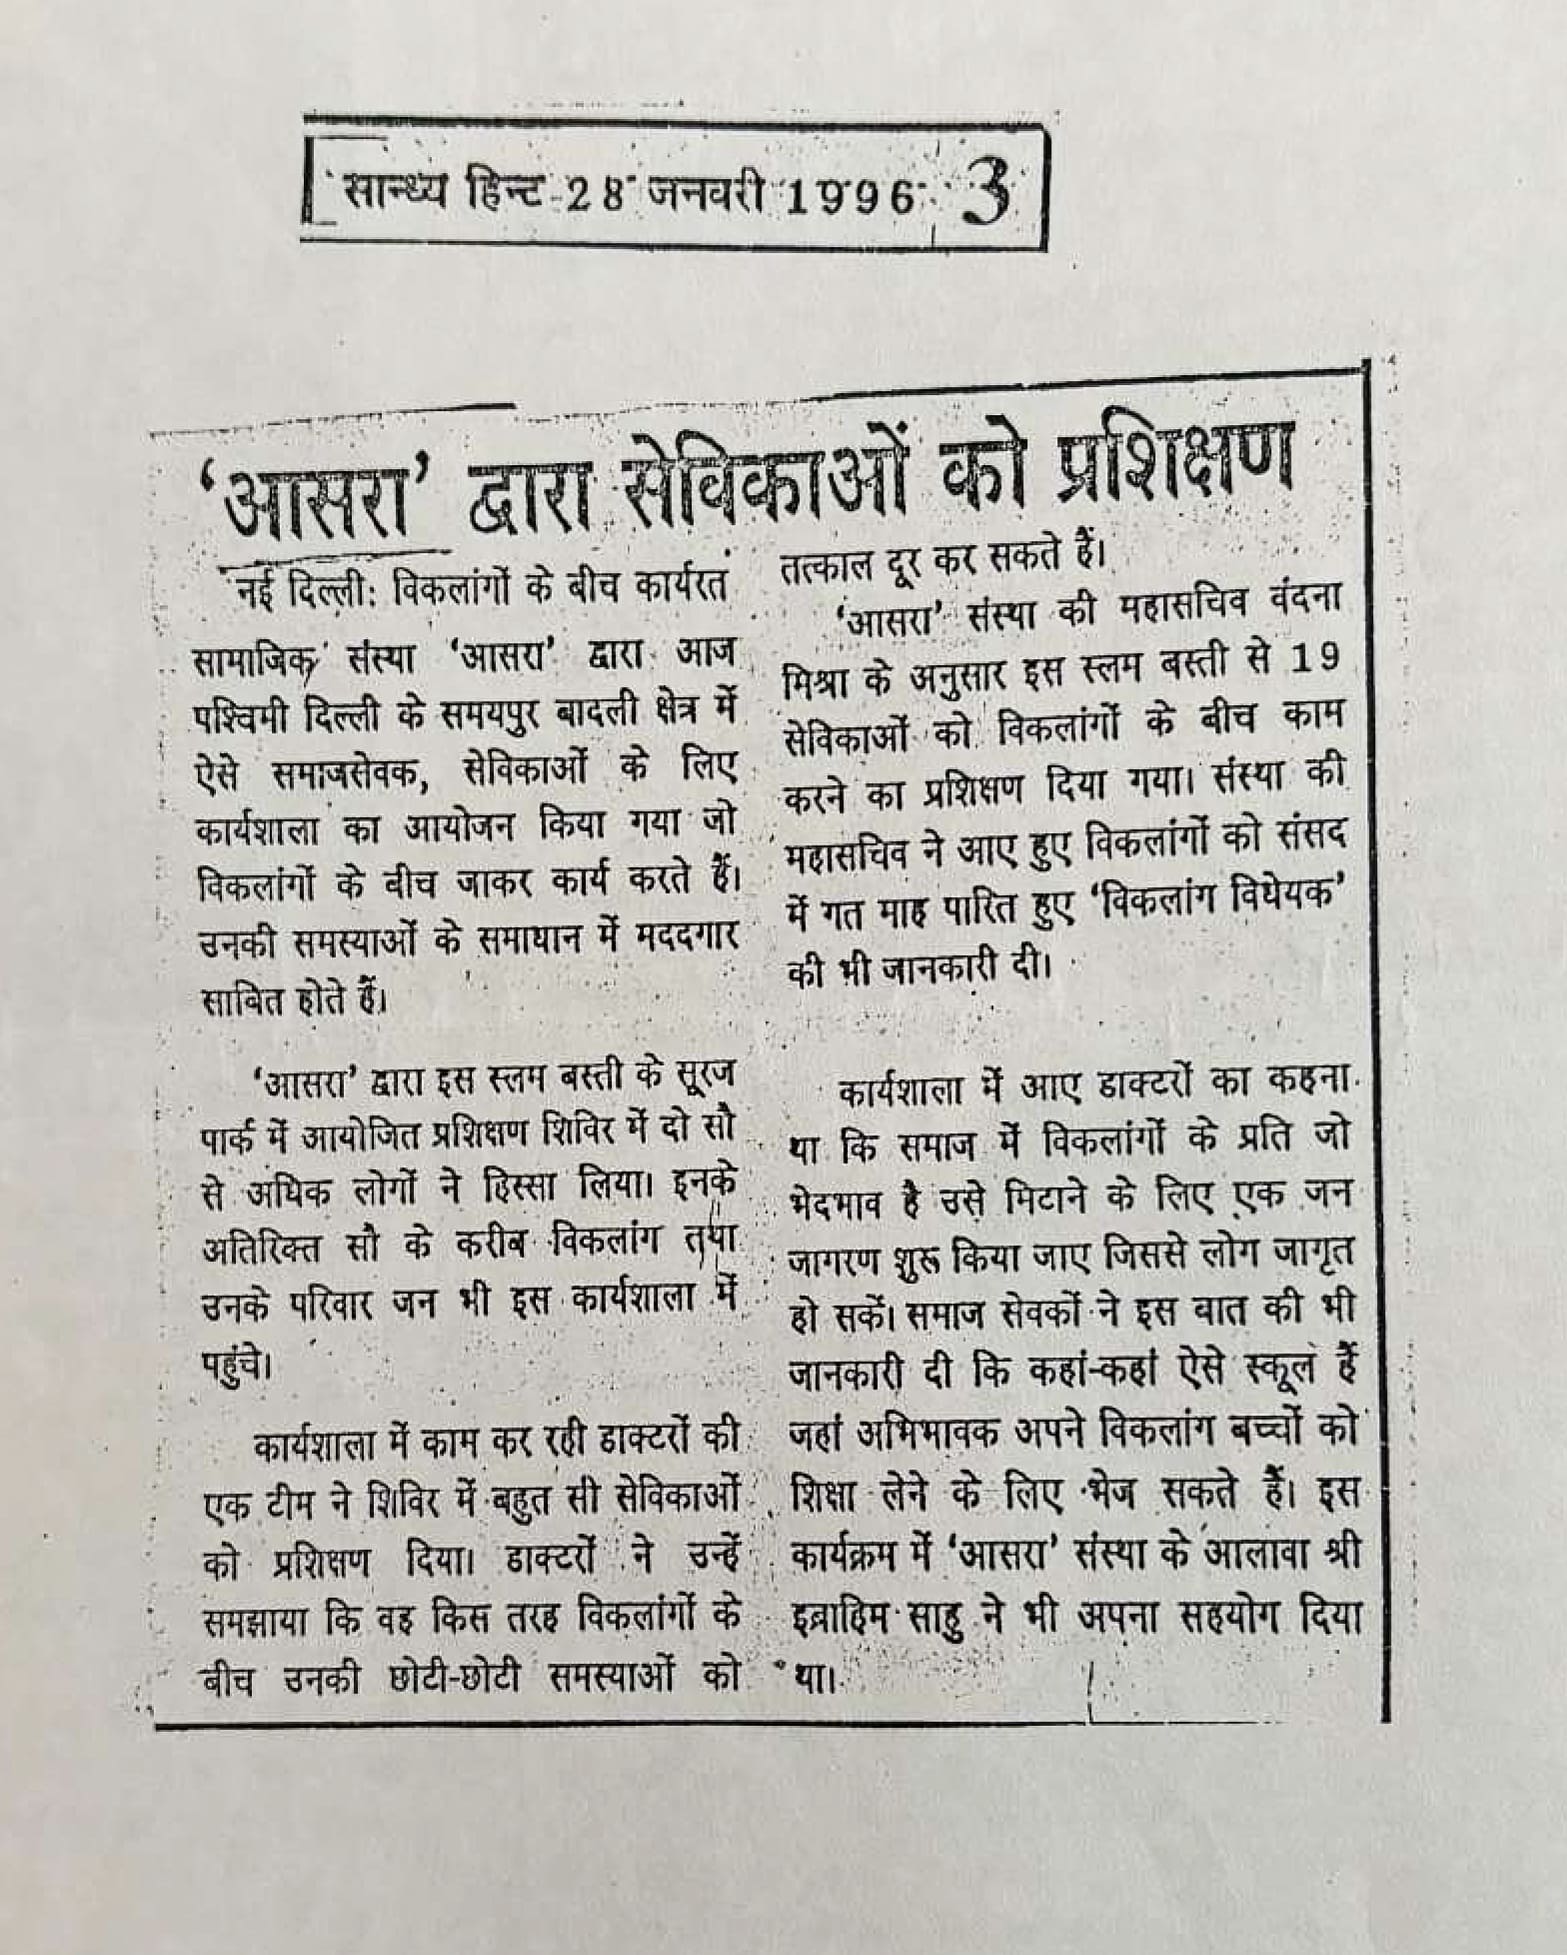 सान्ध्य हिन्ट 28 जनवरी 1996 3
‘आसरा’ द्वारा सेविकाओं को प्रशिक्षण
नई दिल्ली: विकलांगों के बीच कार्यरत
सामाजिक संस्था ‘आसरा’ द्वारा आज
पश्चिमी दिल्ली के समयपुर बादली क्षेत्र में
ऐसे समाजसेवक, सेविकाओं के लिए
कार्यशाला का आयोजन किया गया जो
विकलांगों के बीच जाकर कार्य करते हैं।
उनकी समस्याओं के समाधान में मददगार
साबित होते हैं।
‘आसरा’ द्वारा इस स्लम बस्ती के सूरज
पार्क में आयोजित प्रशिक्षण शिविर में दो सौ
से अधिक लोगों ने हिस्सा लिया। इनके
अतिरिक्त सौ के करीब विकलांग तथा
उनके परिवार जन भी इस कार्यशाला में
पहुंचे।
कार्यशाला में काम कर रही डाक्टरों की
एक टीम ने शिविर में बहुत सी सेविकाओं
को प्रशिक्षण दिया। डाक्टरों ने उन्हें
समझाया कि वह किस तरह विकलांगों के
बीच उनकी छोटी-छोटी समस्याओं को
तत्काल दूर कर सकते हैं।
‘आसरा’ संस्था की महासचिव वंदना
मिश्रा के अनुसार इस स्लम बस्ती से 19
सेविकाओं को विकलांगों के बीच काम
करने का प्रशिक्षण दिया गया। संस्था की
महासचिव ने आए हुए विकलांगों को संसद
में गत माह पारित हुए ‘विकलांग विधेयक’
की भी जानकारी दी।
कार्यशाला में आए डाक्टरों का कहना
था कि समाज में विकलांगों के प्रति जो
भेदभाव है उसे मिटाने के लिए एक जन
जागरण शुरू किया जाए जिससे लोग जागृत
हो सकें। समाज सेवकों ने इस बात की भी
जानकारी दी कि कहां-कहां ऐसे स्कूल हैं
जहां अभिभावक अपने विकलांग बच्चों को
शिक्षा लेने के लिए भेज सकते हैं। इस
कार्यक्रम में ‘आसरा’ संस्था के आलावा श्री
इब्राहिम साहु ने भी अपना सहयोग दिया
था।